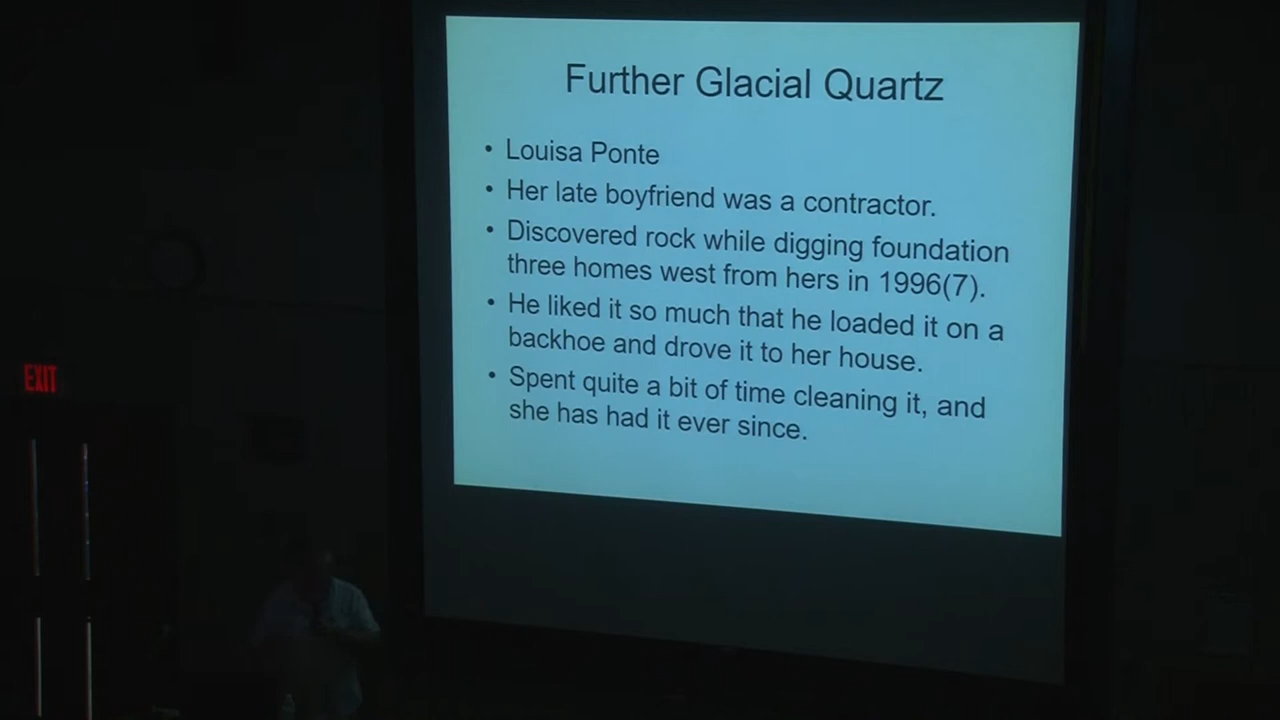 Further Glacial Quartz
• Louisa Ponte
• Her late boyfriend was a contractor.
• Discovered rock while digging foundation
three homes west from hers in 1996(7).
• He liked it so much that he loaded it on a
backhoe and drove it to her house.
• Spent quite a bit of time cleaning it, and
she has had it ever since.
EXIT